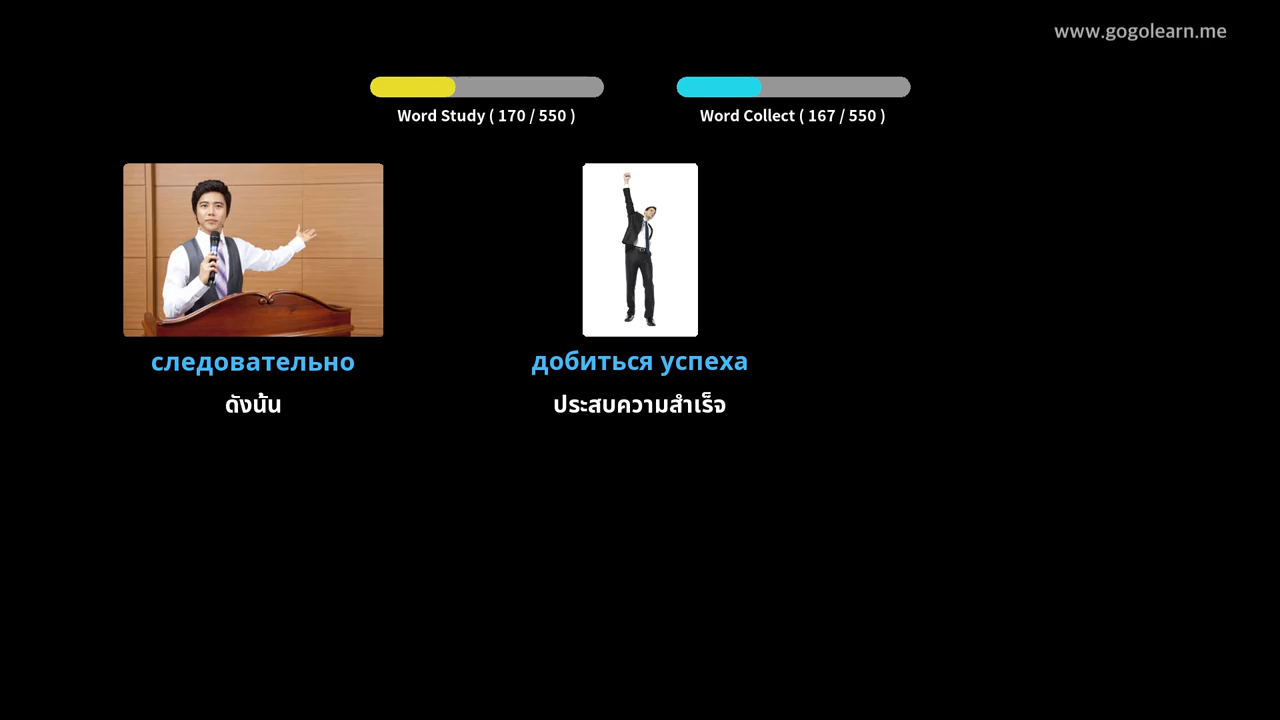 www.gogolearn.me
Word Study ( 170 / 550 )
Word Collect ( 167 / 550 )
следовательно
ดังนั้น
добиться успеха
ประสบความสำเร็จ